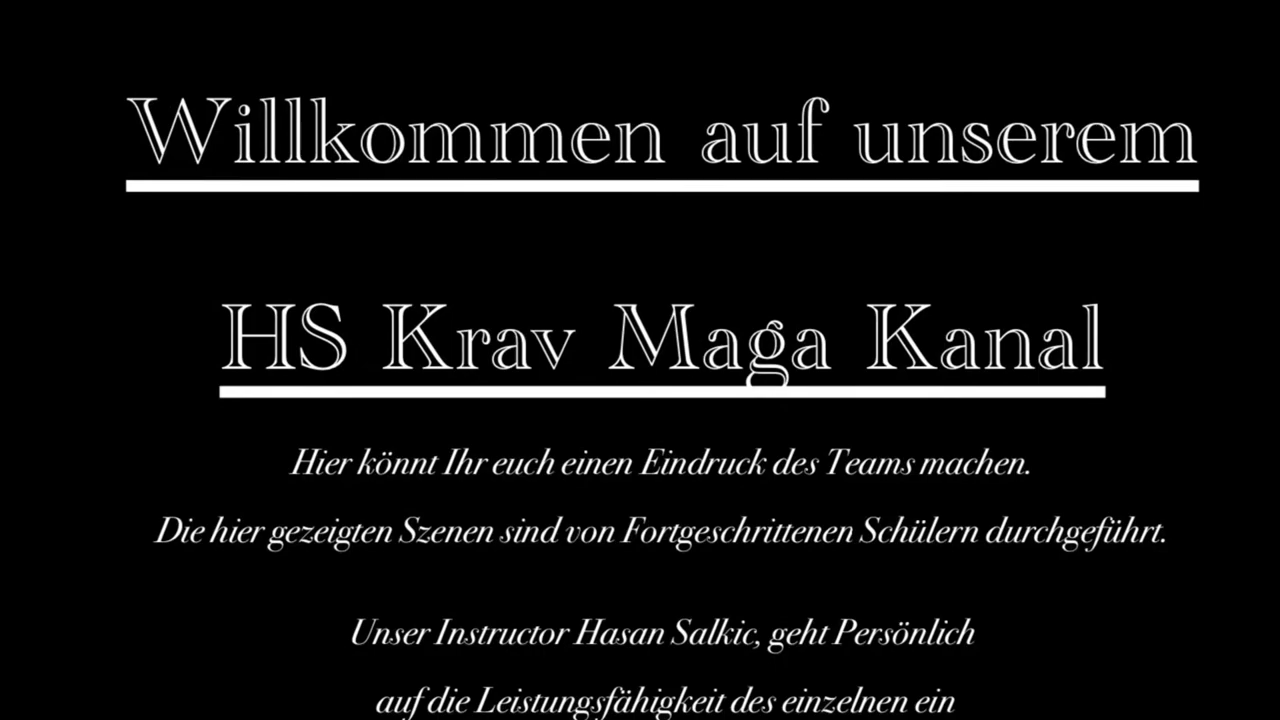 Willkommen auf unserem
HS Krav Maga Kanal
Hier könnt Ihr euch einen Eindruck des Teams machen.
Die hier gezeigten Szenen sind von Fortgeschrittenen Schülern durchgeführt.
Unser Instructor Hasan Salkic, geht Persönlich
auf die Leistungsfähigkeit des einzelnen ein